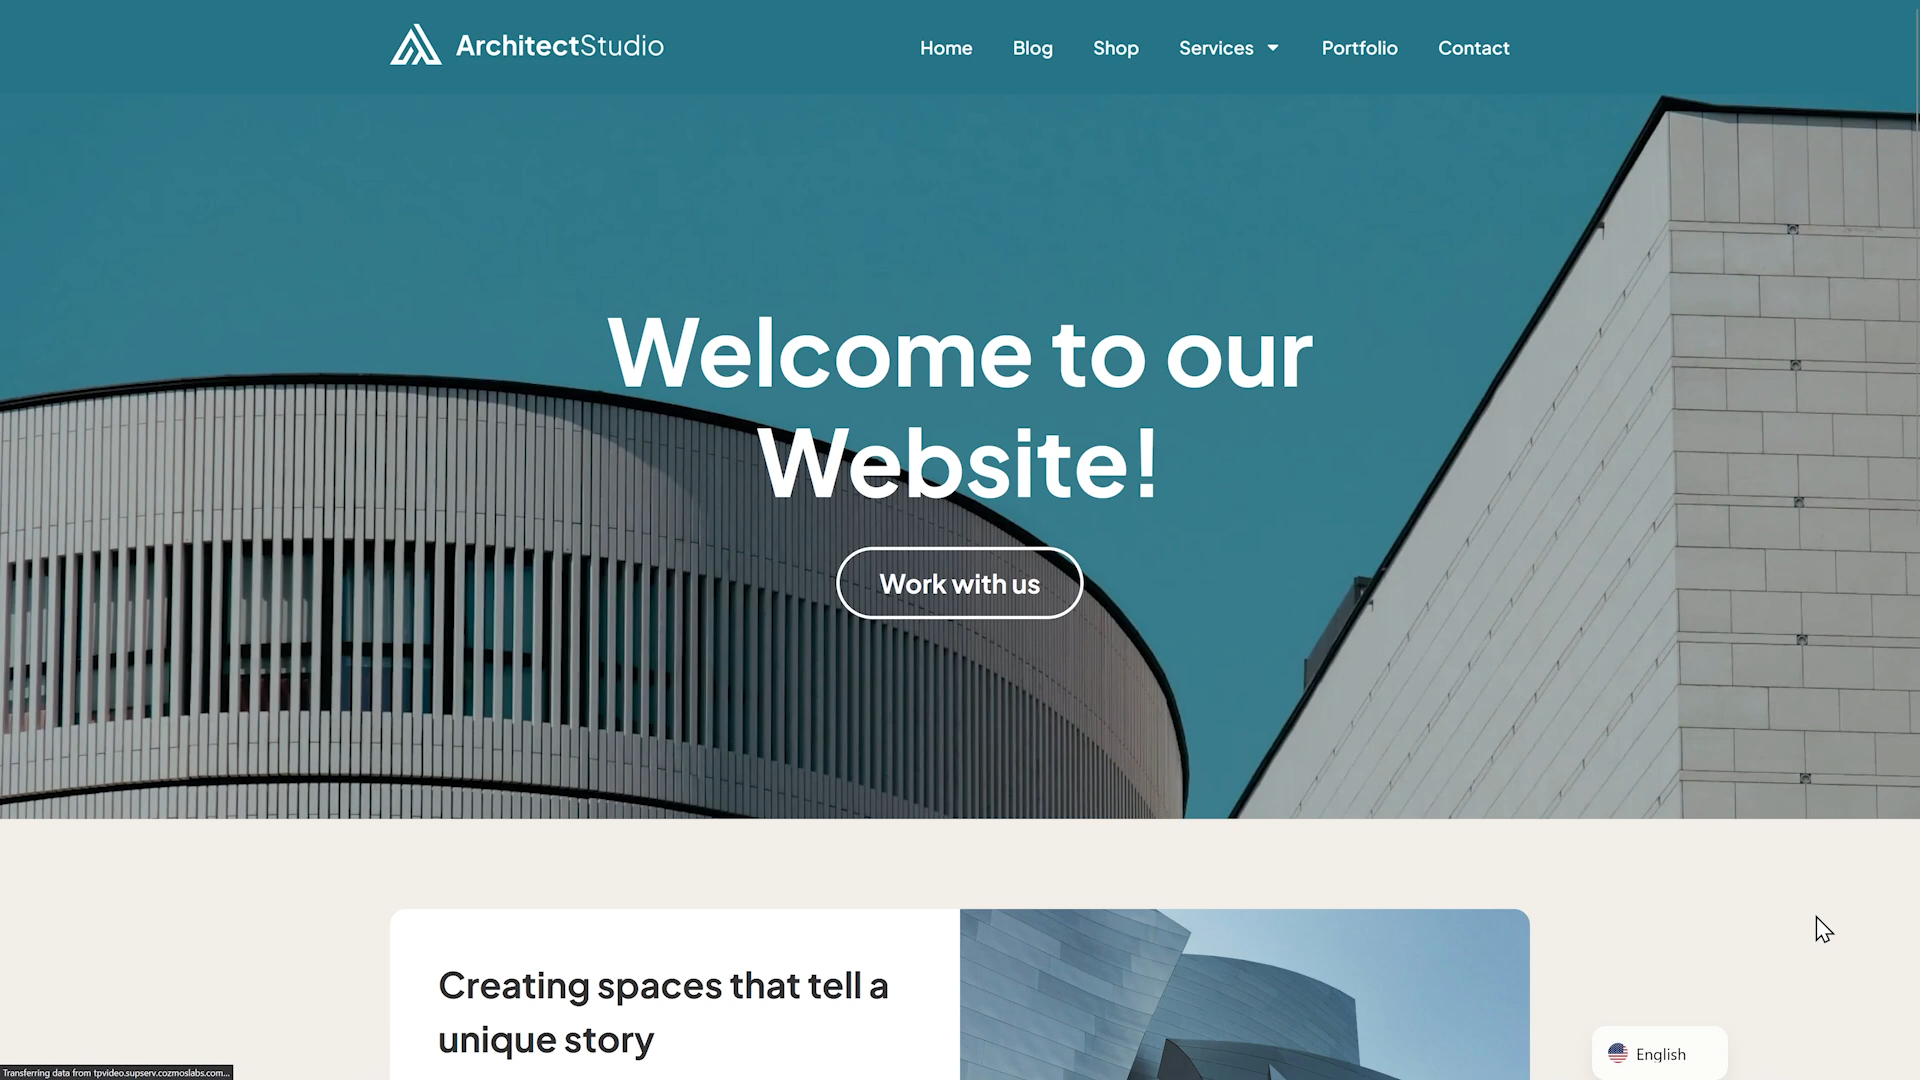 ArchitectStudio
Home Blog Shop Services Portfolio Contact
Welcome to our
Website!
Work with us
Creating spaces that tell a
unique story
English
Transferring data from tpvideo.supserv.cozmoslabs.com...